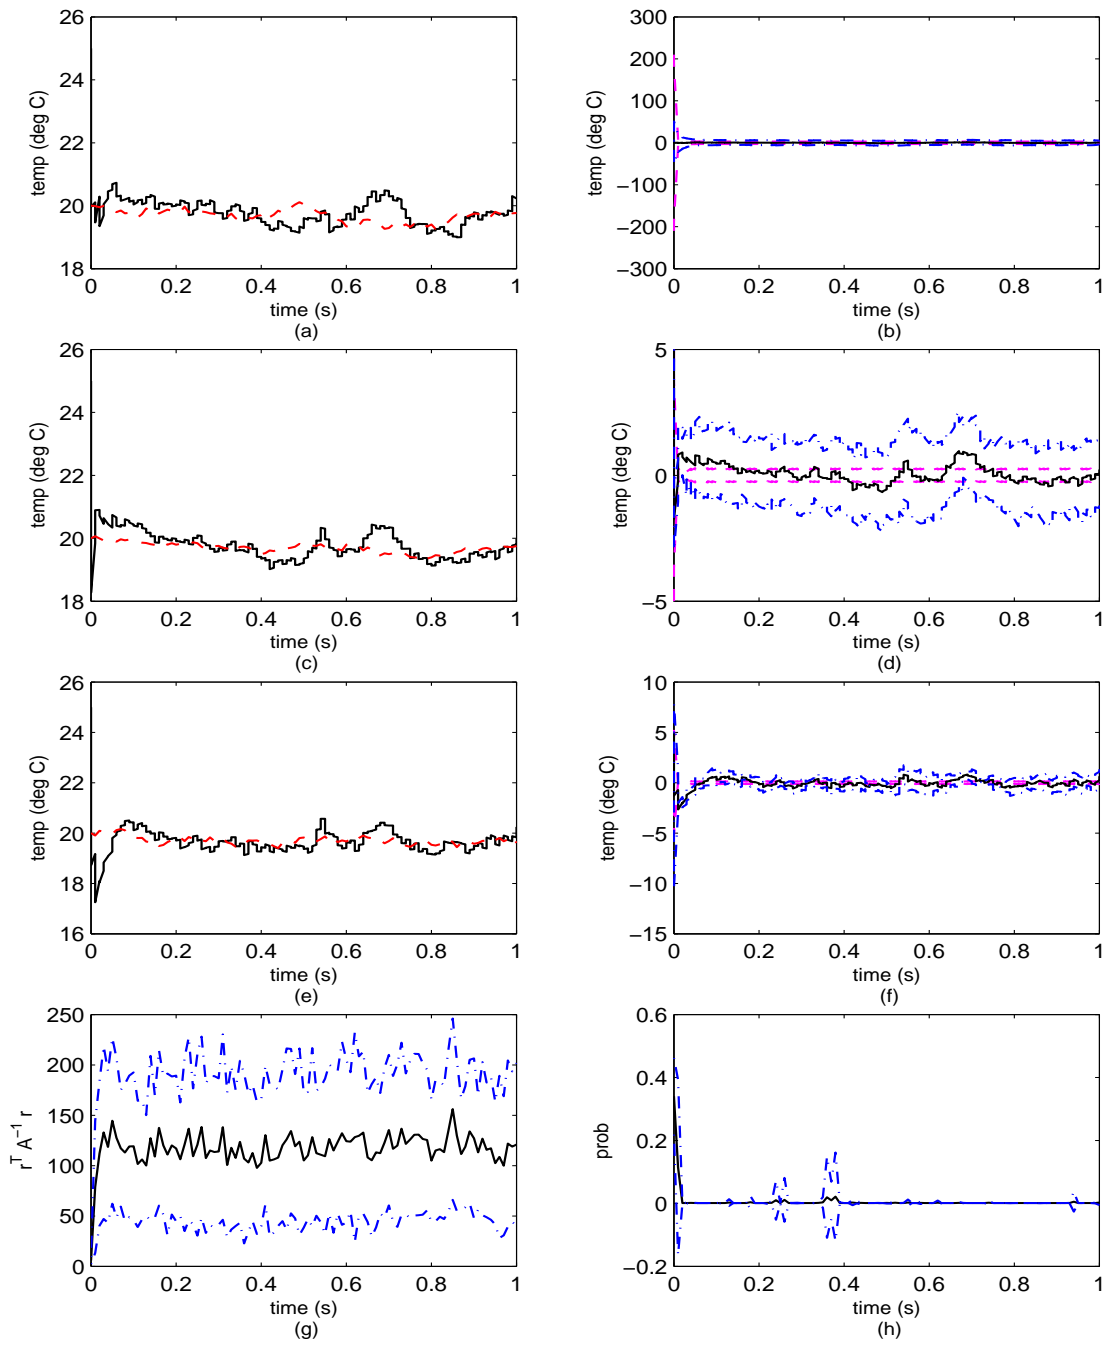 26
24
22
20
18
temp (deg C)
0 0.2 0.4 0.6 0.8 1
time (s)
(a)
300
200
100
0
−100
−200
−300
temp (deg C)
0 0.2 0.4 0.6 0.8 1
time (s)
(b)
26
24
22
20
18
temp (deg C)
0 0.2 0.4 0.6 0.8 1
time (s)
(c)
5
0
−5
temp (deg C)
0 0.2 0.4 0.6 0.8 1
time (s)
(d)
26
24
22
20
18
16
temp (deg C)
0 0.2 0.4 0.6 0.8 1
time (s)
(e)
10
5
0
−5
−10
−15
temp (deg C)
0 0.2 0.4 0.6 0.8 1
time (s)
(f)
250
200
150
100
50
0
r^T A^−1 r
0 0.2 0.4 0.6 0.8 1
time (s)
(g)
0.6
0.4
0.2
0
−0.2
prob
0 0.2 0.4 0.6 0.8 1
time (s)
(h)